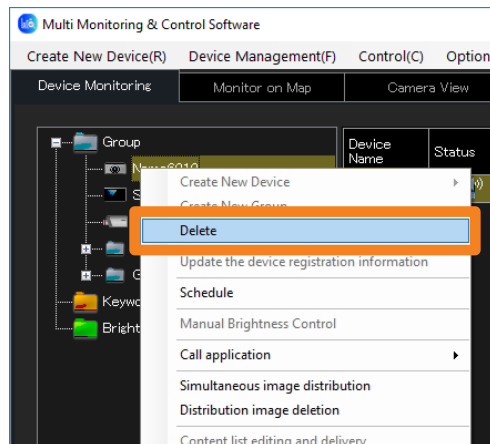 Multi Monitoring & Control Software
Create New Device(R) Device Management(F) Control(C) Option
Device Monitoring Monitor on Map Camera View
Group
Device Name Status
S
G
Keywo
Bright
Create New Device
Create New Group
Delete
Update the device registration information
Schedule
Manual Brightness Control
Call application
Simultaneous image distribution
Distribution image deletion
Content list editing and delivery